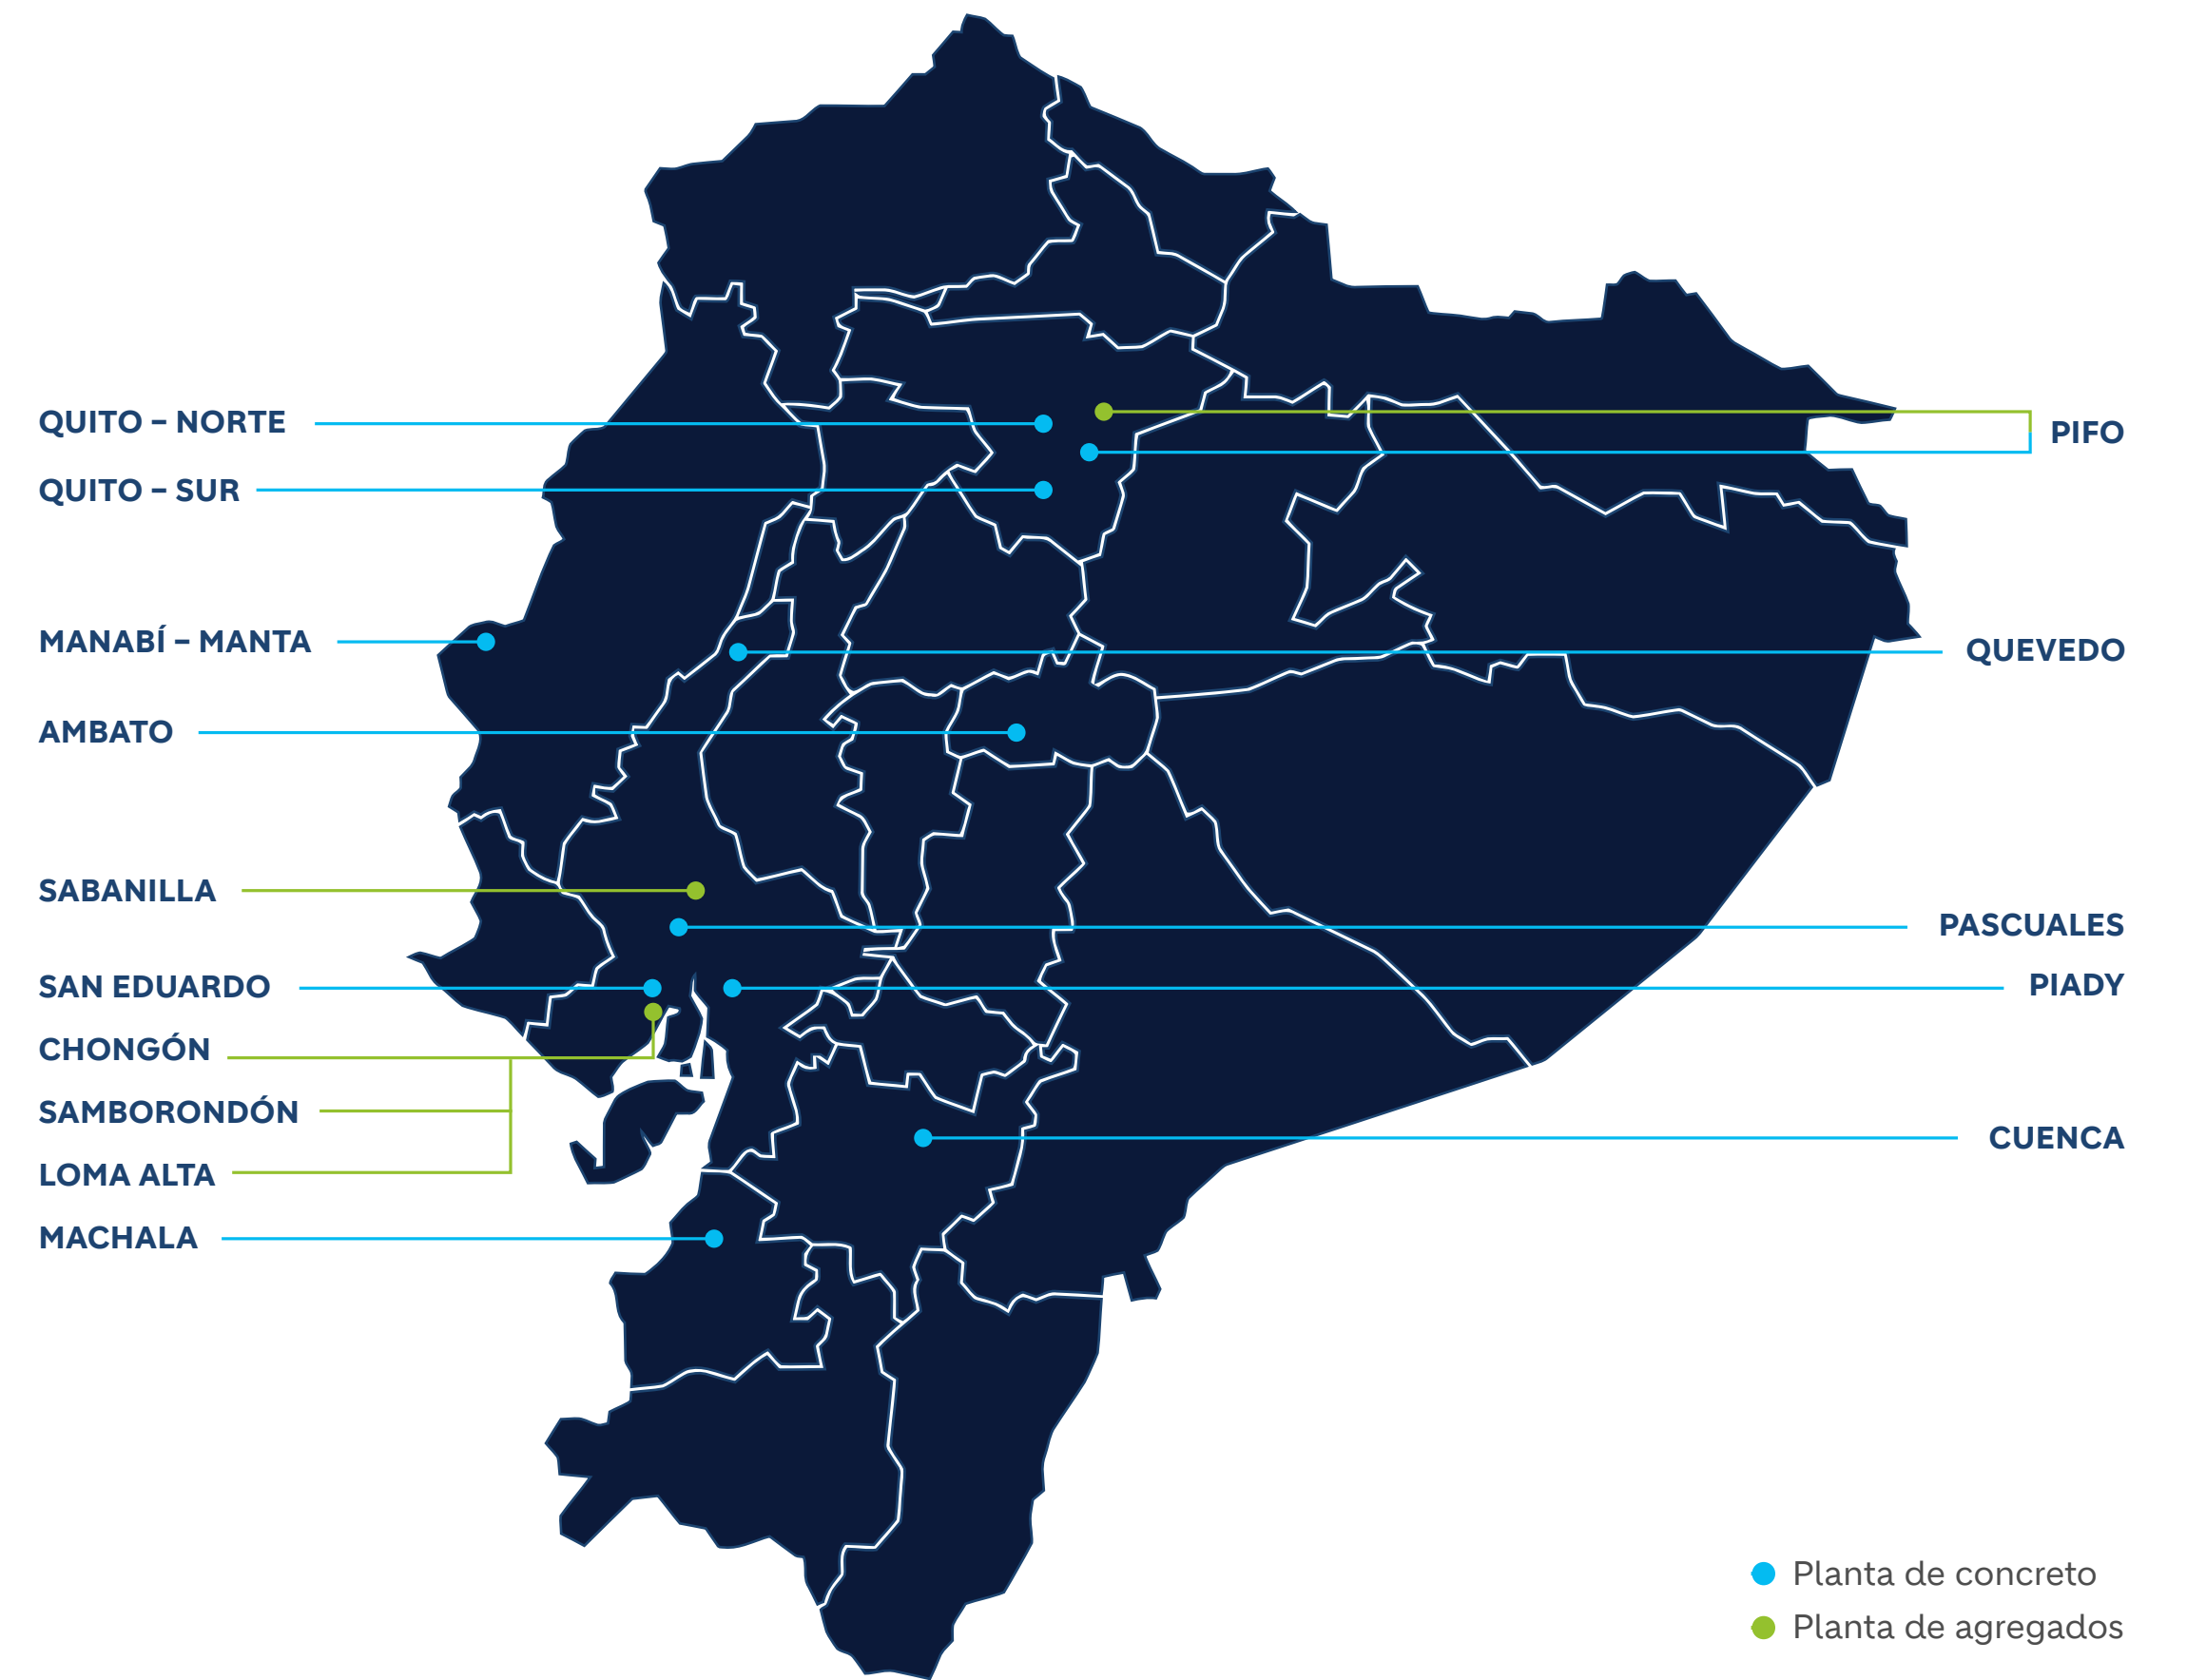 QUITO – NORTE
PIFO
QUITO – SUR
MANABÍ – MANTA
QUEVEDO
AMBATO
SABANILLA
PASCUALES
SAN EDUARDO
PIADY
CHONGÓN
SAMBORONDÓN
CUENCA
LOMA ALTA
MACHALA
Planta de concreto
Planta de agregados